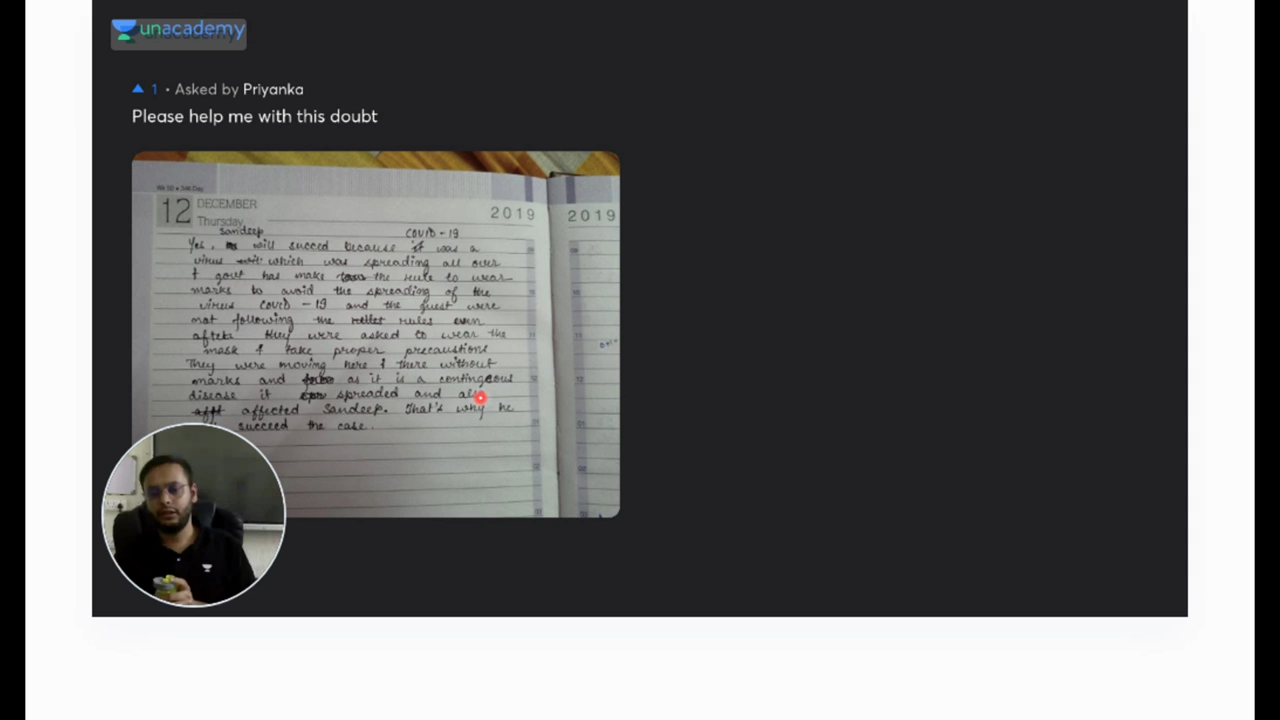 unacademy
1 • Asked by Priyanka
Please help me with this doubt
12 DECEMBER
Thursday
2019
2019
sandeep COVID-19
Yes, will succed because it was a
virus which was spreading all over
& govt has make the rule to wear
marks to avoid the spreading of the
virus covid -19 and the guest were
not following the rules even
after they were asked to wear the
mask & take proper precaustions
They were moving here & there without
marks and as it is a contingeous
disease it spreaded and also
affected Sandeep. That's why he
succeed the case.